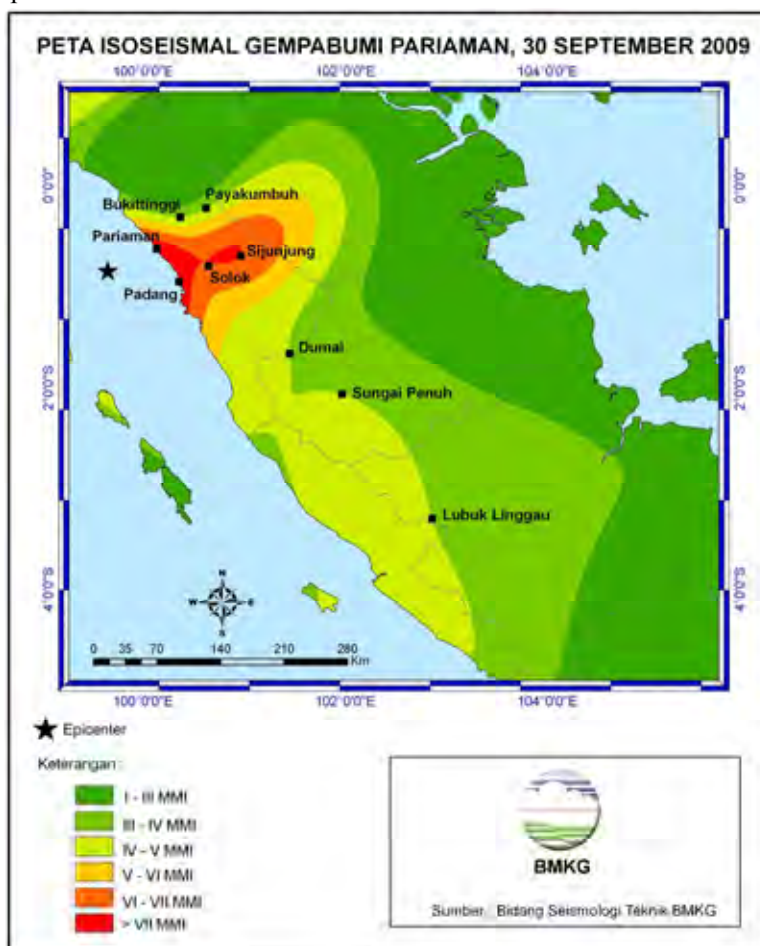 PETA ISOSEISMAL GEMPABUMI PARIAMAN, 30 SEPTEMBER 2009
100°0'0"E 102°0'0"E 104°0'0"E
0°0'0" 0°0'0"
Payakumbuh
Bukittinggi
Pariaman
Sijunjung
Solok
Padang
Dumai
2°0'0"S 2°0'0"S
Sungai Penuh
Lubuk Linggau
4°0'0"S 4°0'0"S
N
W E
S
0 35 70 140 210 280
Km
100°0'0"E 102°0'0"E 104°0'0"E
Epicenter
Keterangan :
I - III MMI
III - IV MMI
IV - V MMI
V - VI MMI
VI - VII MMI
> VII MMI
BMKG
Sumber : Bidang Seismologi Teknik BMKG